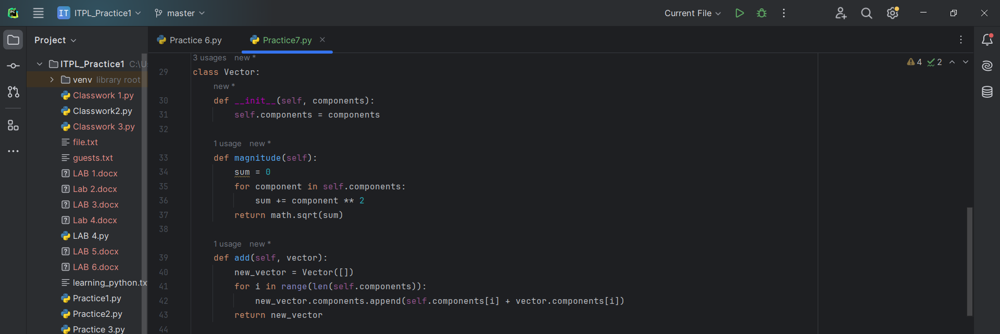 PC
IT ITPL_Practice1
master
Current File
Project
Practice 6.py
Practice7.py
4
2
ITPL_Practice1 C:\U
venv library root
Classwork 1.py
Classwork2.py
Classwork 3.py
file.txt
guests.txt
LAB 1.docx
Lab 2.docx
LAB 3.docx
Lab 4.docx
LAB 4.py
LAB 5.docx
LAB 6.docx
learning_python.tx
Practice1.py
Practice2.py
Practice 3.py
3 usages new *
29 class Vector:
new *
30 def __init__(self, components):
31 self.components = components
32
1 usage new *
33 def magnitude(self):
34 sum = 0
35 for component in self.components:
36 sum += component ** 2
37 return math.sqrt(sum)
38
1 usage new *
39 def add(self, vector):
40 new_vector = Vector([])
41 for i in range(len(self.components)):
42 new_vector.components.append(self.components[i] + vector.components[i])
43 return new_vector
44